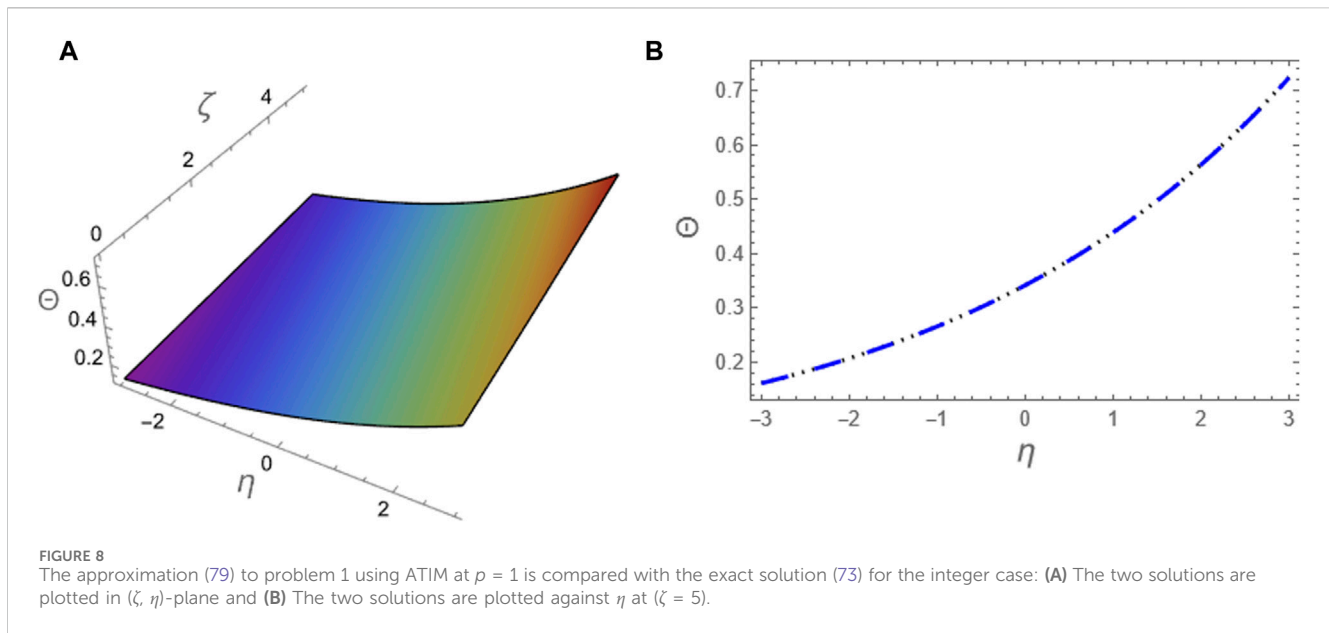 A
B
ζ
4
2
0
0.6
Θ
0.4
0.2
−2
0
η
2
0.7
0.6
0.5
Θ
0.4
0.3
0.2
−3 −2 −1 0 1 2 3
η
FIGURE 8
The approximation (79) to problem 1 using ATIM at p = 1 is compared with the exact solution (73) for the integer case: (A) The two solutions are
plotted in (ζ, η)-plane and (B) The two solutions are plotted against η at (ζ = 5).